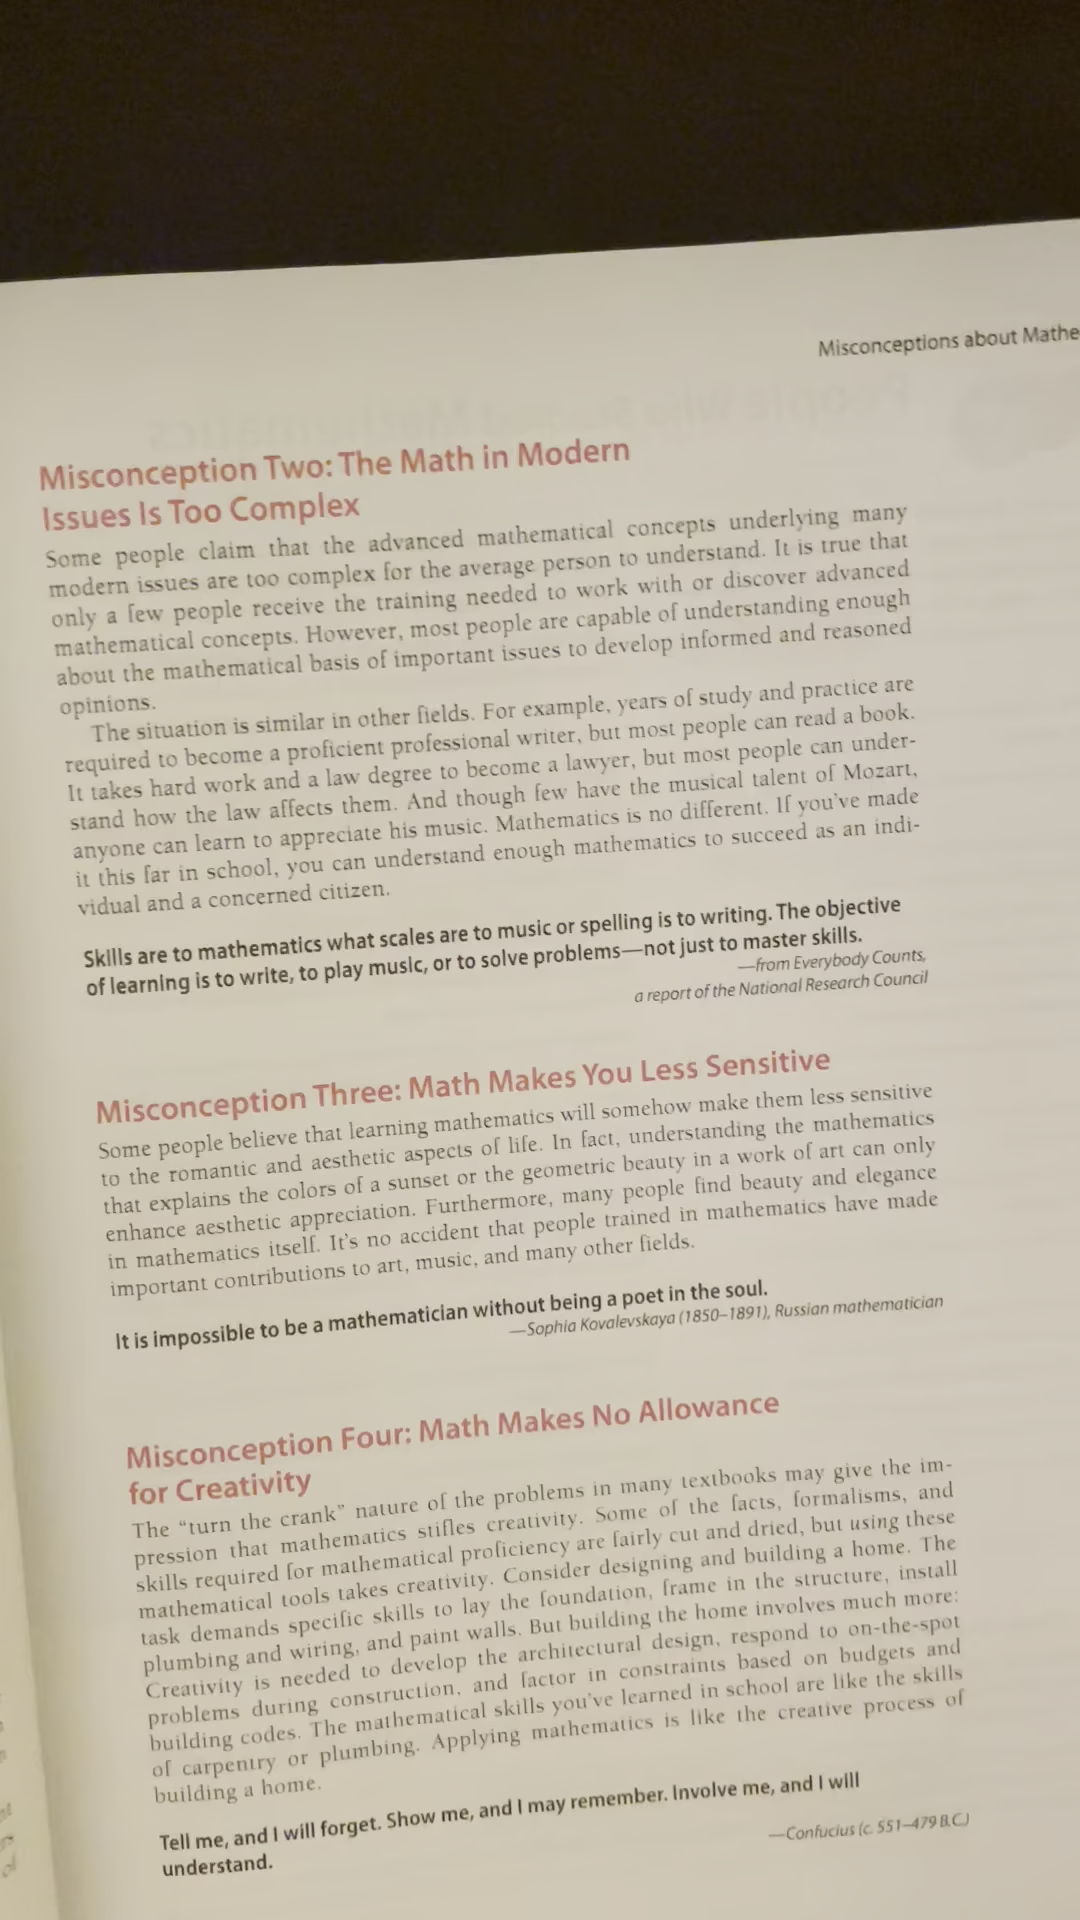 Misconceptions about Mathe
Misconception Two: The Math in Modern
Issues Is Too Complex
Some people claim that the advanced mathematical concepts underlying many
modern issues are too complex for the average person to understand. It is true that
only a few people receive the training needed to work with or discover advanced
mathematical concepts. However, most people are capable of understanding enough
about the mathematical basis of important issues to develop informed and reasoned
opinions.
The situation is similar in other fields. For example, years of study and practice are
required to become a proficient professional writer, but most people can read a book.
It takes hard work and a law degree to become a lawyer, but most people can under-
stand how the law affects them. And though few have the musical talent of Mozart,
anyone can learn to appreciate his music. Mathematics is no different. If you've made
it this far in school, you can understand enough mathematics to succeed as an indi-
vidual and a concerned citizen.
Skills are to mathematics what scales are to music or spelling is to writing. The objective
of learning is to write, to play music, or to solve problems—not just to master skills.
—from Everybody Counts,
a report of the National Research Council
Misconception Three: Math Makes You Less Sensitive
Some people believe that learning mathematics will somehow make them less sensitive
to the romantic and aesthetic aspects of life. In fact, understanding the mathematics
that explains the colors of a sunset or the geometric beauty in a work of art can only
enhance aesthetic appreciation. Furthermore, many people find beauty and elegance
in mathematics itself. It's no accident that people trained in mathematics have made
important contributions to art, music, and many other fields.
It is impossible to be a mathematician without being a poet in the soul.
—Sophia Kovalevskaya (1850–1891), Russian mathematician
Misconception Four: Math Makes No Allowance
for Creativity
The “turn the crank” nature of the problems in many textbooks may give the im-
pression that mathematics stifles creativity. Some of the facts, formalisms, and
skills required for mathematical proficiency are fairly cut and dried, but using these
mathematical tools takes creativity. Consider designing and building a home. The
task demands specific skills to lay the foundation, frame in the structure, install
plumbing and wiring, and paint walls. But building the home involves much more:
Creativity is needed to develop the architectural design, respond to on-the-spot
problems during construction, and factor in constraints based on budgets and
building codes. The mathematical skills you've learned in school are like the skills
of carpentry or plumbing. Applying mathematics is like the creative process of
building a home.
Tell me, and I will forget. Show me, and I may remember. Involve me, and I will
understand.
—Confucius (c. 551–479 B.C.)